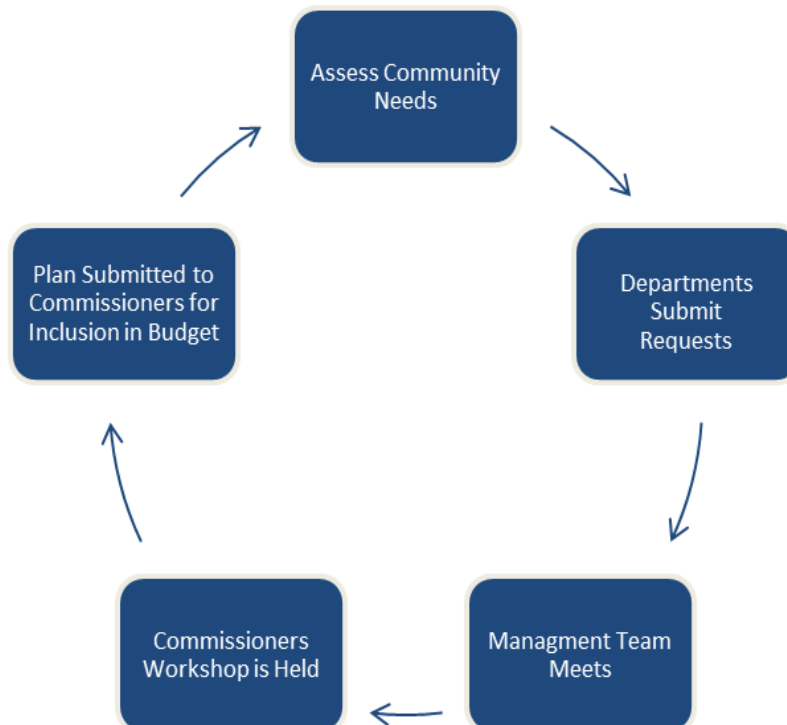 Assess Community
Needs
Departments
Submit
Requests
Managment Team
Meets
Commissioners
Workshop is Held
Plan Submitted to
Commissioners for
Inclusion in Budget